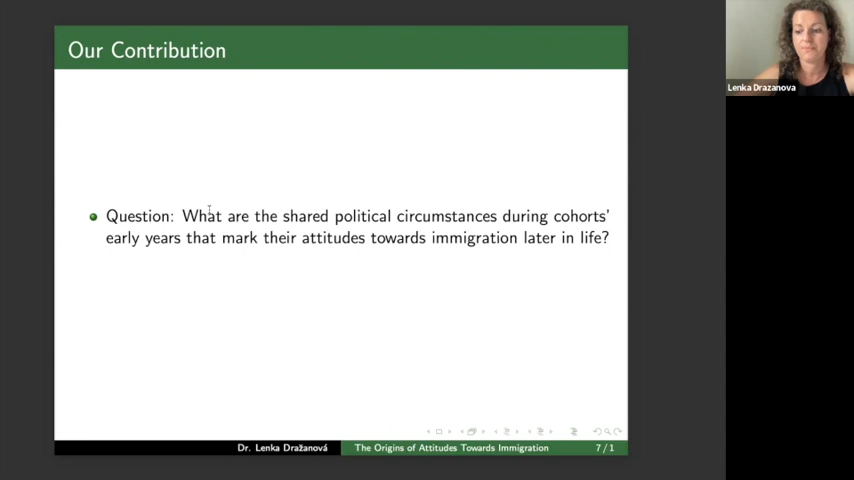 Our Contribution
Lenka Drazanova
Question: What are the shared political circumstances during cohorts'
early years that mark their attitudes towards immigration later in life?
Dr. Lenka Dražanová
The Origins of Attitudes Towards Immigration
7 / 1